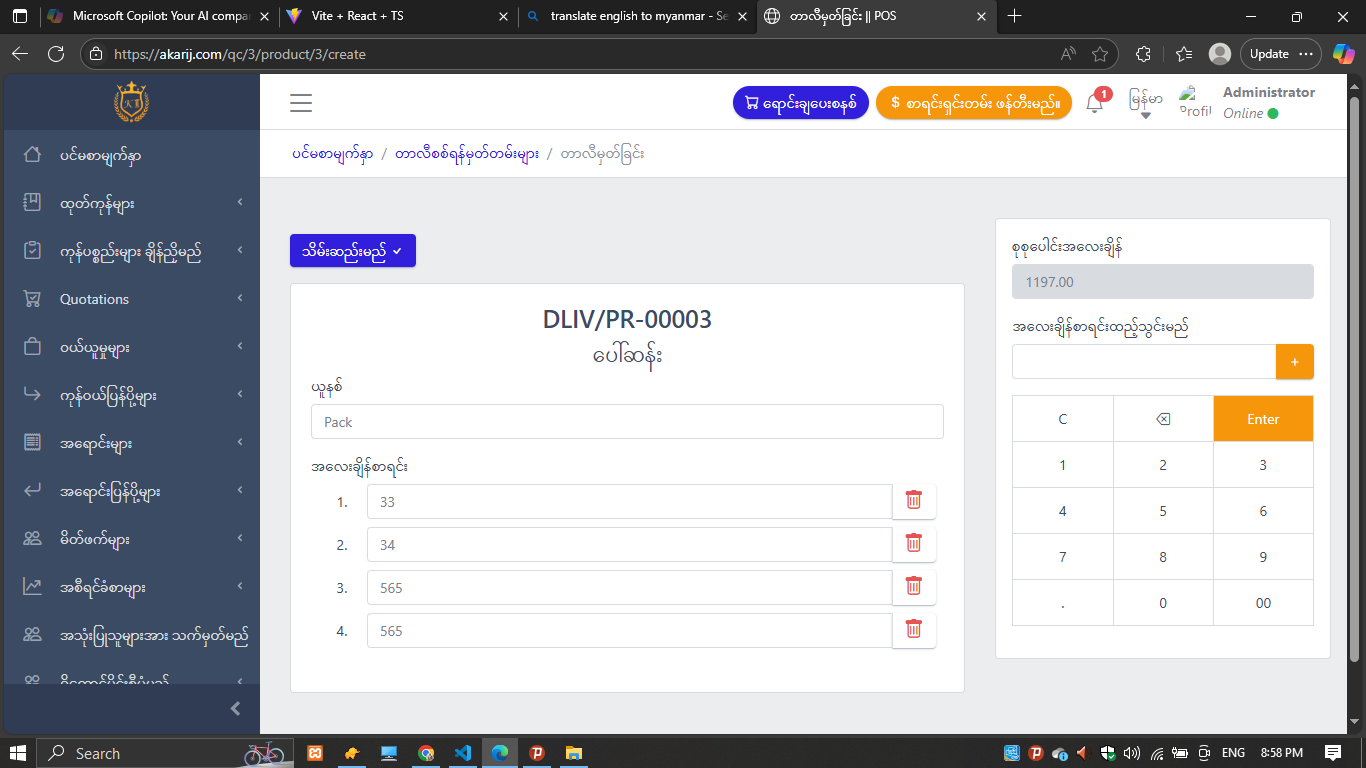 Microsoft Copilot: Your AI compa
Vite + React + TS
translate english to myanmar - Se
တာလီမှတ်ခြင်း || POS
https://akarij.com/qc/3/product/3/create
Update
ပင်မစာမျက်နှာ
ထုတ်ကုန်များ
ကုန်ပစ္စည်းများ ချိန်ညှိမည်
Quotations
ဝယ်ယူမှုများ
ကုန်ဝယ်ပြန်ပို့များ
အရောင်းများ
အရောင်းပြန်ပို့များ
မိတ်ဖက်များ
အစီရင်ခံစာများ
အသုံးပြုသူများအား သက်မှတ်မည်
ရောင်းချပေးစနစ်
$ စာရင်းရှင်းတမ်း ဖန်တီးမည်။
1
မြန်မာ
Profil
Administrator
Online
ပင်မစာမျက်နှာ / တာလီစစ်ရန်မှတ်တမ်းများ / တာလီမှတ်ခြင်း
သိမ်းဆည်းမည်
DLIV/PR-00003
ပေါ်ဆန်း
ယူနစ်
Pack
အလေးချိန်စာရင်း
1. 33
2. 34
3. 565
4. 565
စုစုပေါင်းအလေးချိန်
1197.00
အလေးချိန်စာရင်းထည့်သွင်းမည်
+
C Enter
1 2 3
4 5 6
7 8 9
. 0 00
Search
ENG
8:58 PM